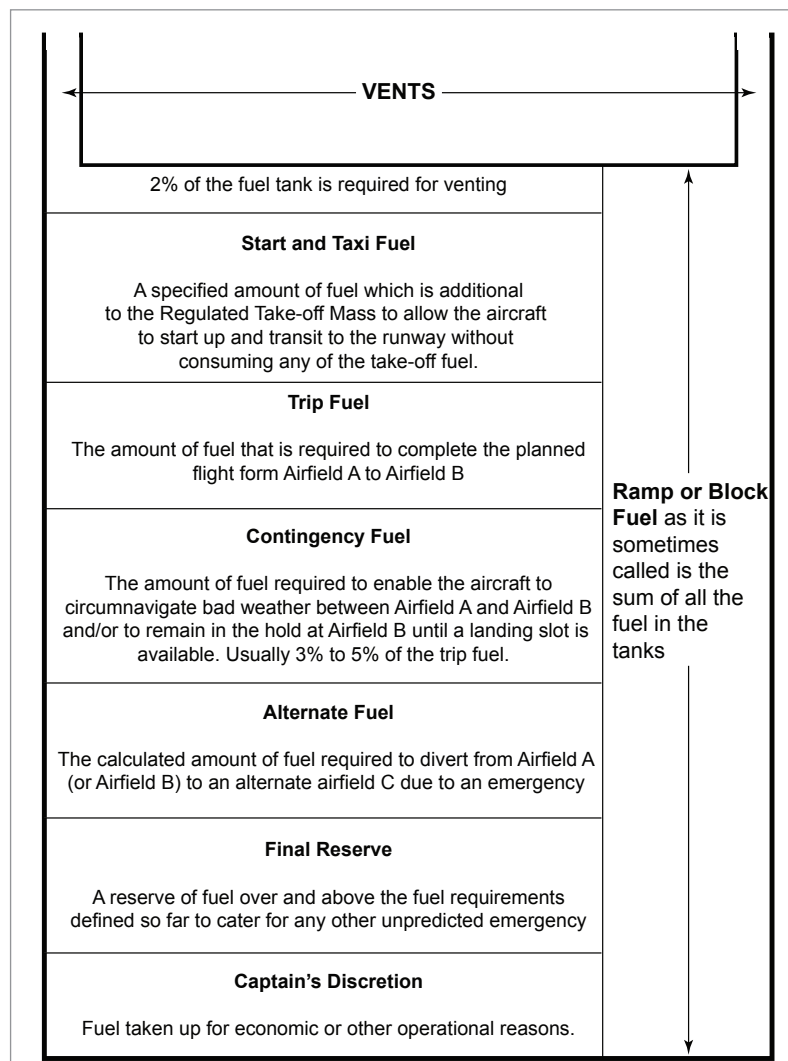 VENTS
2% of the fuel tank is required for venting
Start and Taxi Fuel
A specified amount of fuel which is additional
to the Regulated Take-off Mass to allow the aircraft
to start up and transit to the runway without
consuming any of the take-off fuel.
Trip Fuel
The amount of fuel that is required to complete the planned
flight form Airfield A to Airfield B
Contingency Fuel
The amount of fuel required to enable the aircraft to
circumnavigate bad weather between Airfield A and Airfield B
and/or to remain in the hold at Airfield B until a landing slot is
available. Usually 3% to 5% of the trip fuel.
Alternate Fuel
The calculated amount of fuel required to divert from Airfield A
(or Airfield B) to an alternate airfield C due to an emergency
Final Reserve
A reserve of fuel over and above the fuel requirements
defined so far to cater for any other unpredicted emergency
Captain’s Discretion
Fuel taken up for economic or other operational reasons.
Ramp or Block
Fuel as it is
sometimes
called is the
sum of all the
fuel in the
tanks